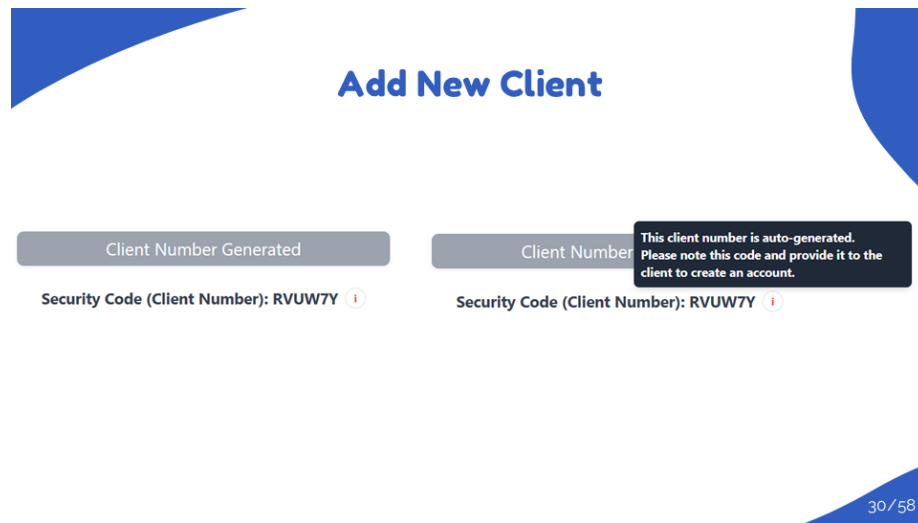 Add New Client
Client Number Generated
Security Code (Client Number): RVUW7Y i
Client Number
This client number is auto-generated.
Please note this code and provide it to the
client to create an account.
Security Code (Client Number): RVUW7Y i
30/58